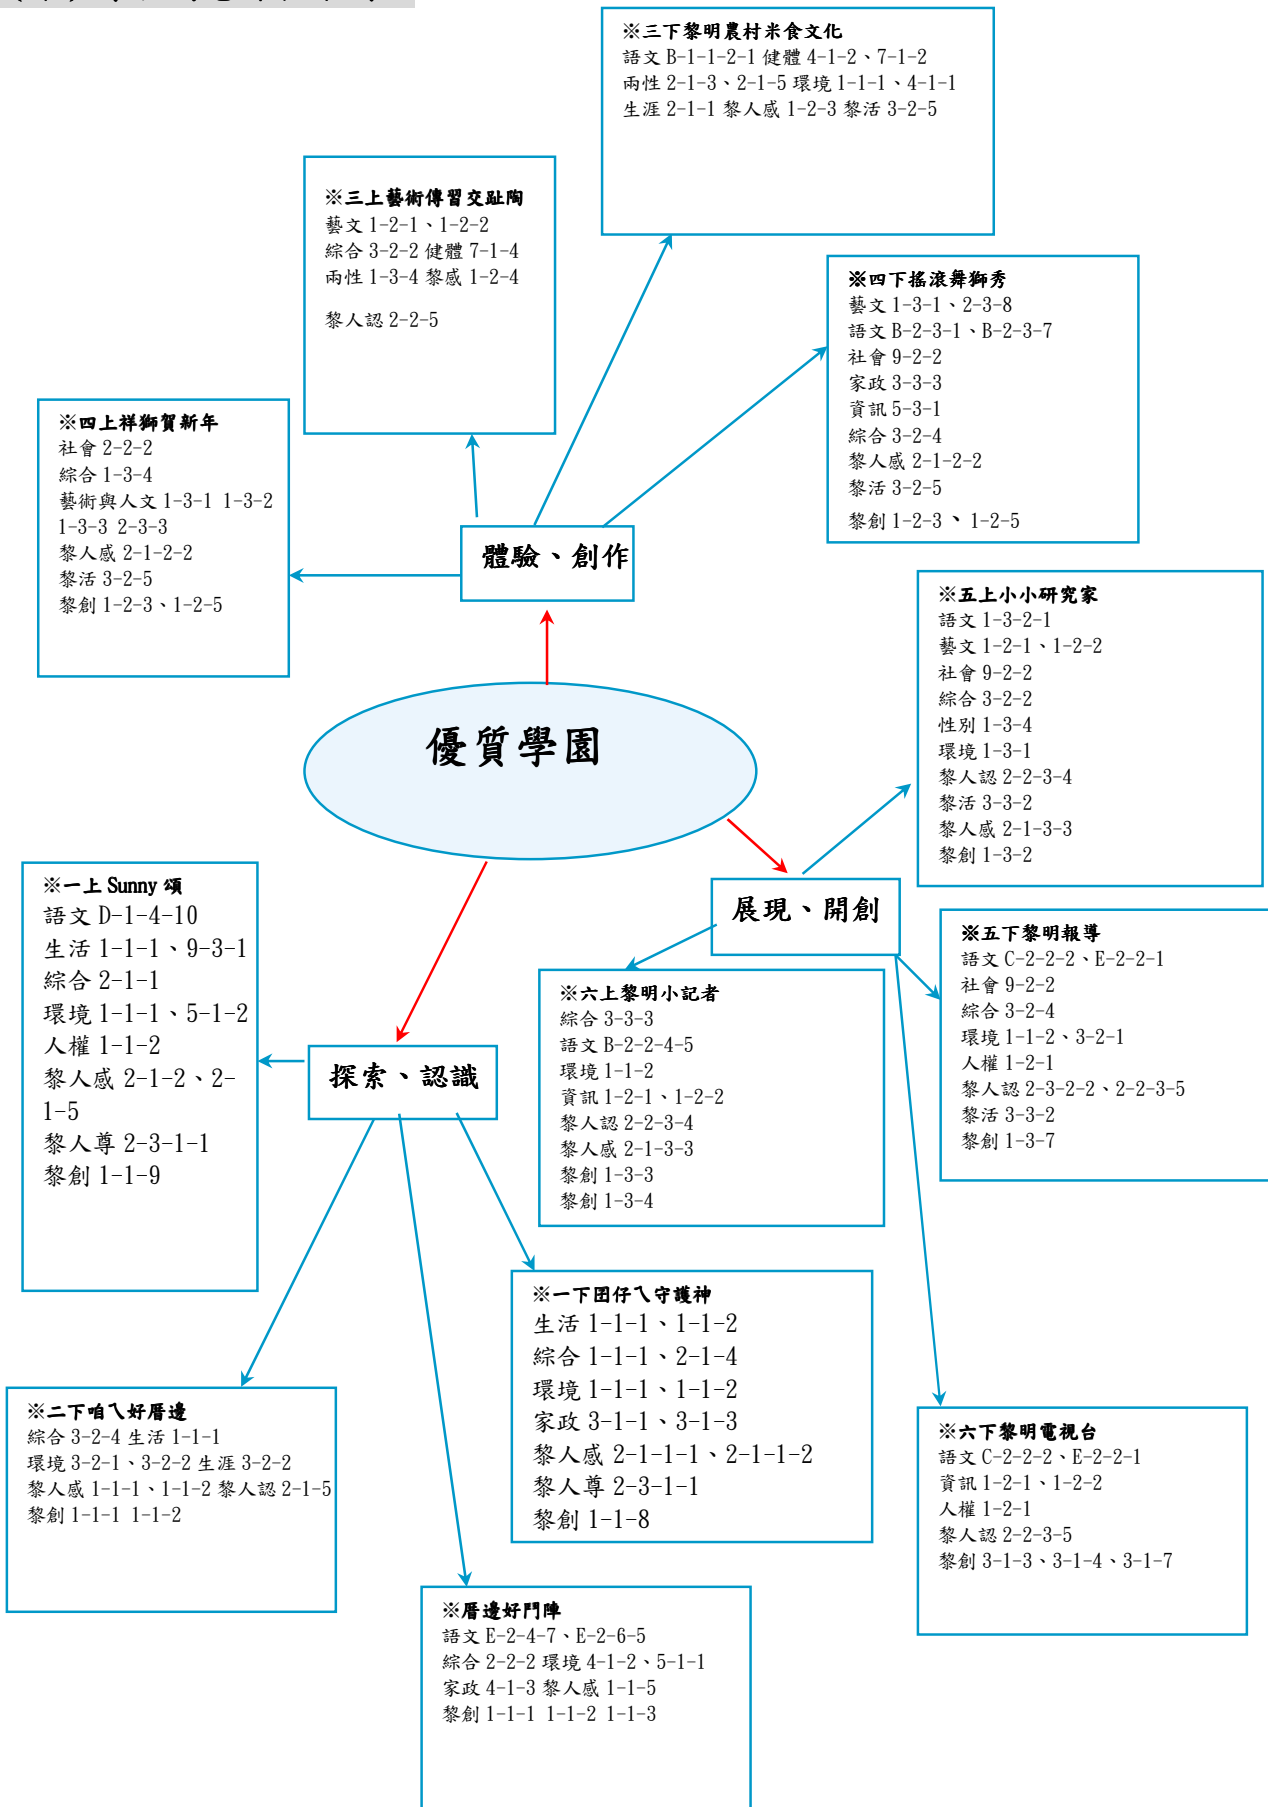 ※三下黎明農村米食文化
語文 B-1-1-2-1 健體 4-1-2、7-1-2
兩性 2-1-3、2-1-5 環境 1-1-1、4-1-1
生涯 2-1-1 黎人感 1-2-3 黎活 3-2-5
※三上藝術傳習交趾陶
藝文 1-2-1、1-2-2
綜合 3-2-2 健體 7-1-4
兩性 1-3-4 黎感 1-2-4
黎人認 2-2-5
※四下搖滾舞獅秀
藝文 1-3-1、2-3-8
語文 B-2-3-1、B-2-3-7
社會 9-2-2
家政 3-3-3
資訊 5-3-1
綜合 3-2-4
黎人感 2-1-2-2
黎活 3-2-5
黎創 1-2-3、1-2-5
※四上祥獅賀新年
社會 2-2-2
綜合 1-3-4
藝術與人文 1-3-1 1-3-2
1-3-3 2-3-3
黎人感 2-1-2-2
黎活 3-2-5
黎創 1-2-3、1-2-5
體驗、創作
※五上小小研究家
語文 1-3-2-1
藝文 1-2-1、1-2-2
社會 9-2-2
綜合 3-2-2
性別 1-3-4
環境 1-3-1
黎人認 2-2-3-4
黎活 3-3-2
黎人感 2-1-3-3
黎創 1-3-2
優質學園
※一上 Sunny 頌
語文 D-1-4-10
生活 1-1-1、9-3-1
綜合 2-1-1
環境 1-1-1、5-1-2
人權 1-1-2
黎人感 2-1-2、2-
1-5
黎人尊 2-3-1-1
黎創 1-1-9
展現、開創
※五下黎明報導
語文 C-2-2-2、E-2-2-1
社會 9-2-2
綜合 3-2-4
環境 1-1-2、3-2-1
人權 1-2-1
黎人認 2-3-2-2、2-2-3-5
黎活 3-3-2
黎創 1-3-7
※六上黎明小記者
綜合 3-3-3
語文 B-2-2-4-5
環境 1-1-2
資訊 1-2-1、1-2-2
黎人認 2-2-3-4
黎人感 2-1-3-3
黎創 1-3-3
黎創 1-3-4
探索、認識
※一下囝仔ㄟ守護神
生活 1-1-1、1-1-2
綜合 1-1-1、2-1-4
環境 1-1-1、1-1-2
家政 3-1-1、3-1-3
黎人感 2-1-1-1、2-1-1-2
黎人尊 2-3-1-1
黎創 1-1-8
※二下咱ㄟ好厝邊
綜合 3-2-4 生活 1-1-1
環境 3-2-1、3-2-2 生涯 3-2-2
黎人感 1-1-1、1-1-2 黎人認 2-1-5
黎創 1-1-1 1-1-2
※六下黎明電視台
語文 C-2-2-2、E-2-2-1
資訊 1-2-1、1-2-2
人權 1-2-1
黎人認 2-2-3-5
黎創 3-1-3、3-1-4、3-1-7
※厝邊好鬥陣
語文 E-2-4-7、E-2-6-5
綜合 2-2-2 環境 4-1-2、5-1-1
家政 4-1-3 黎人感 1-1-5
黎創 1-1-1 1-1-2 1-1-3